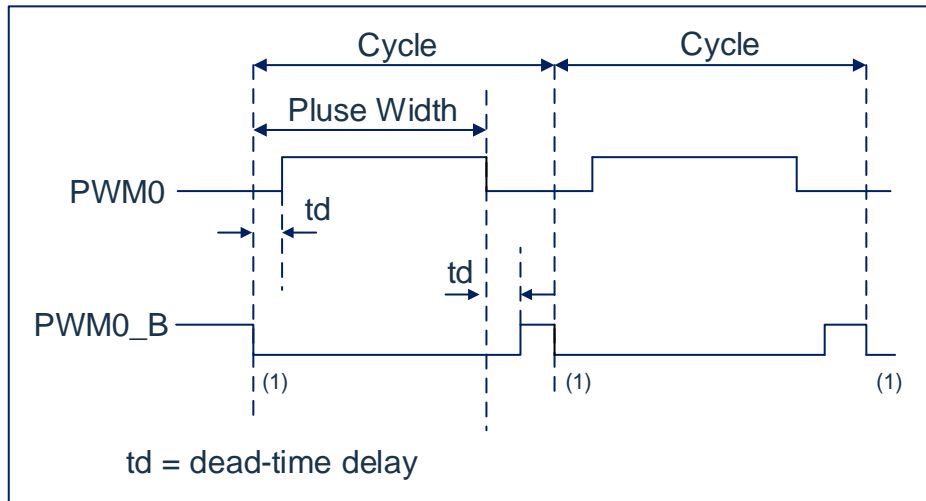 Cycle
Cycle
Pluse Width
PWM0
td
td
PWM0_B
(1)
(1)
(1)
td = dead-time delay